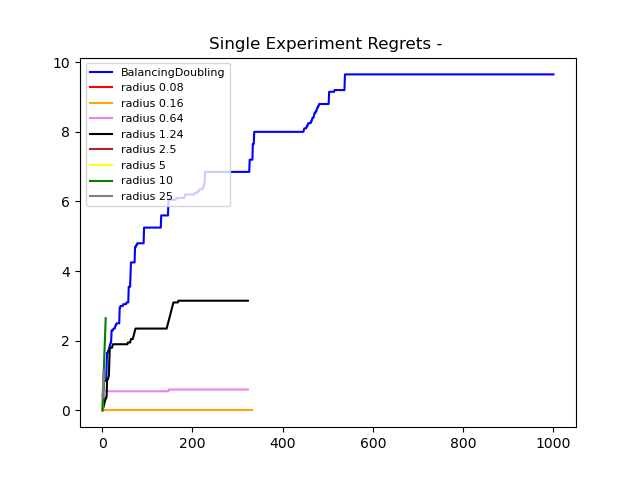 Single Experiment Regrets -
BalancingDoubling
radius 0.08
radius 0.16
radius 0.64
radius 1.24
radius 2.5
radius 5
radius 10
radius 25
10
8
6
4
2
0
0 200 400 600 800 1000